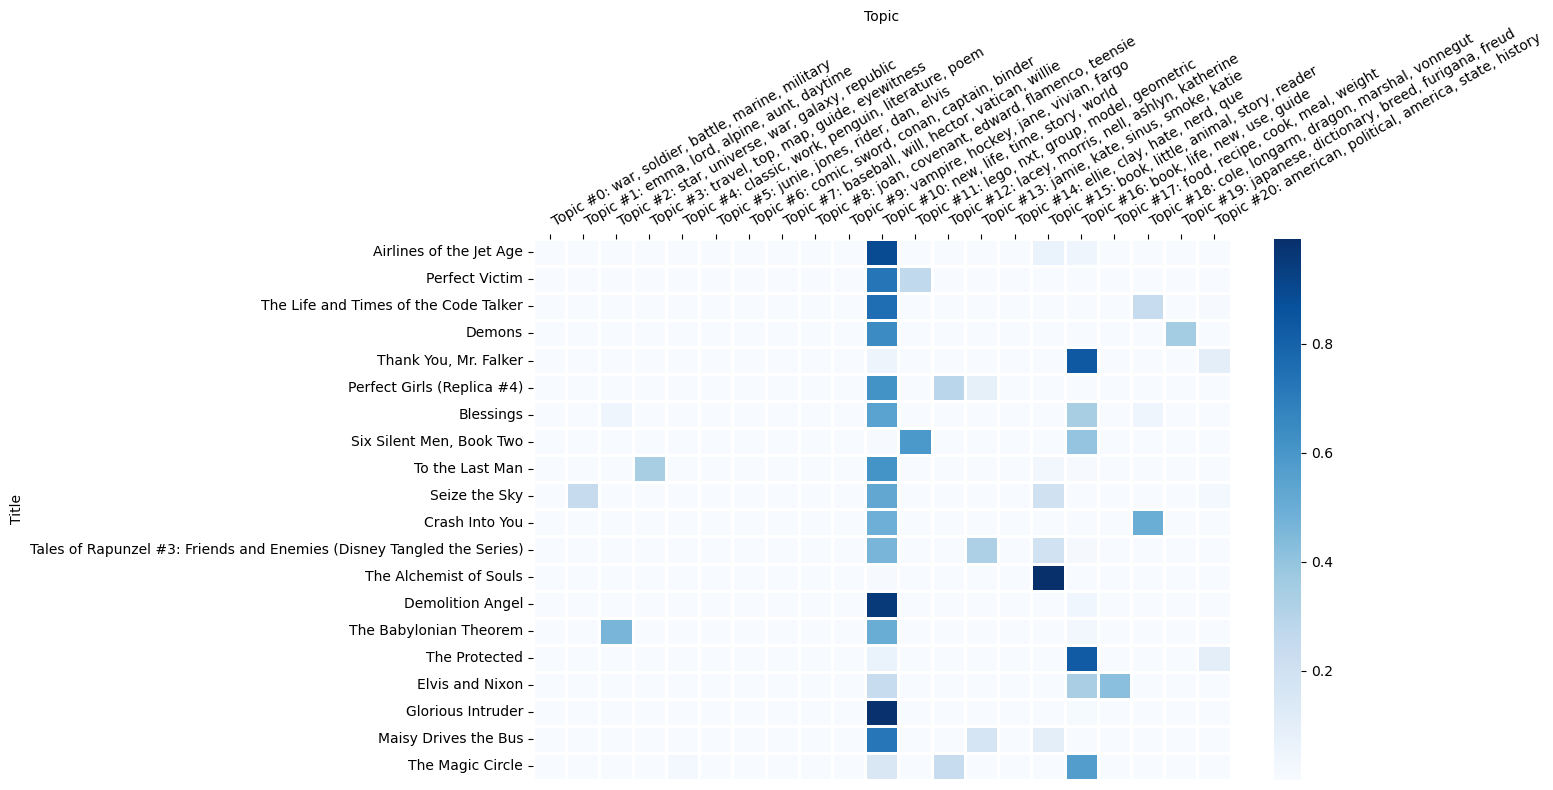 Topic
Topic #0: war, soldier, battle, marine, military
Topic #1: emma, lord, alpine, aunt, daytime
Topic #2: star, universe, war, galaxy, republic
Topic #3: travel, top, map, guide, eyewitness
Topic #4: classic, work, penguin, literature, poem
Topic #5: junie, jones, rider, dan, elvis
Topic #6: comic, sword, conan, captain, binder
Topic #7: baseball, will, hector, vatican, willie
Topic #8: joan, covenant, edward, flamenco, teensie
Topic #9: vampire, hockey, jane, vivian, fargo
Topic #10: new, life, time, story, world
Topic #11: lego, nxt, group, model, geometric
Topic #12: lacey, morris, nell, ashlyn, katherine
Topic #13: jamie, kate, sinus, smoke, katie
Topic #14: ellie, clay, hate, nerd, que
Topic #15: book, little, animal, story, reader
Topic #16: book, life, new, use, guide
Topic #17: food, recipe, cook, meal, weight
Topic #18: cole, longarm, dragon, marshal, vonnegut
Topic #19: japanese, dictionary, breed, furigana, freud
Topic #20: american, political, america, state, history
Title
Airlines of the Jet Age
Perfect Victim
The Life and Times of the Code Talker
Demons
Thank You, Mr. Falker
Perfect Girls (Replica #4)
Blessings
Six Silent Men, Book Two
To the Last Man
Seize the Sky
Crash Into You
Tales of Rapunzel #3: Friends and Enemies (Disney Tangled the Series)
The Alchemist of Souls
Demolition Angel
The Babylonian Theorem
The Protected
Elvis and Nixon
Glorious Intruder
Maisy Drives the Bus
The Magic Circle
0.8
0.6
0.4
0.2